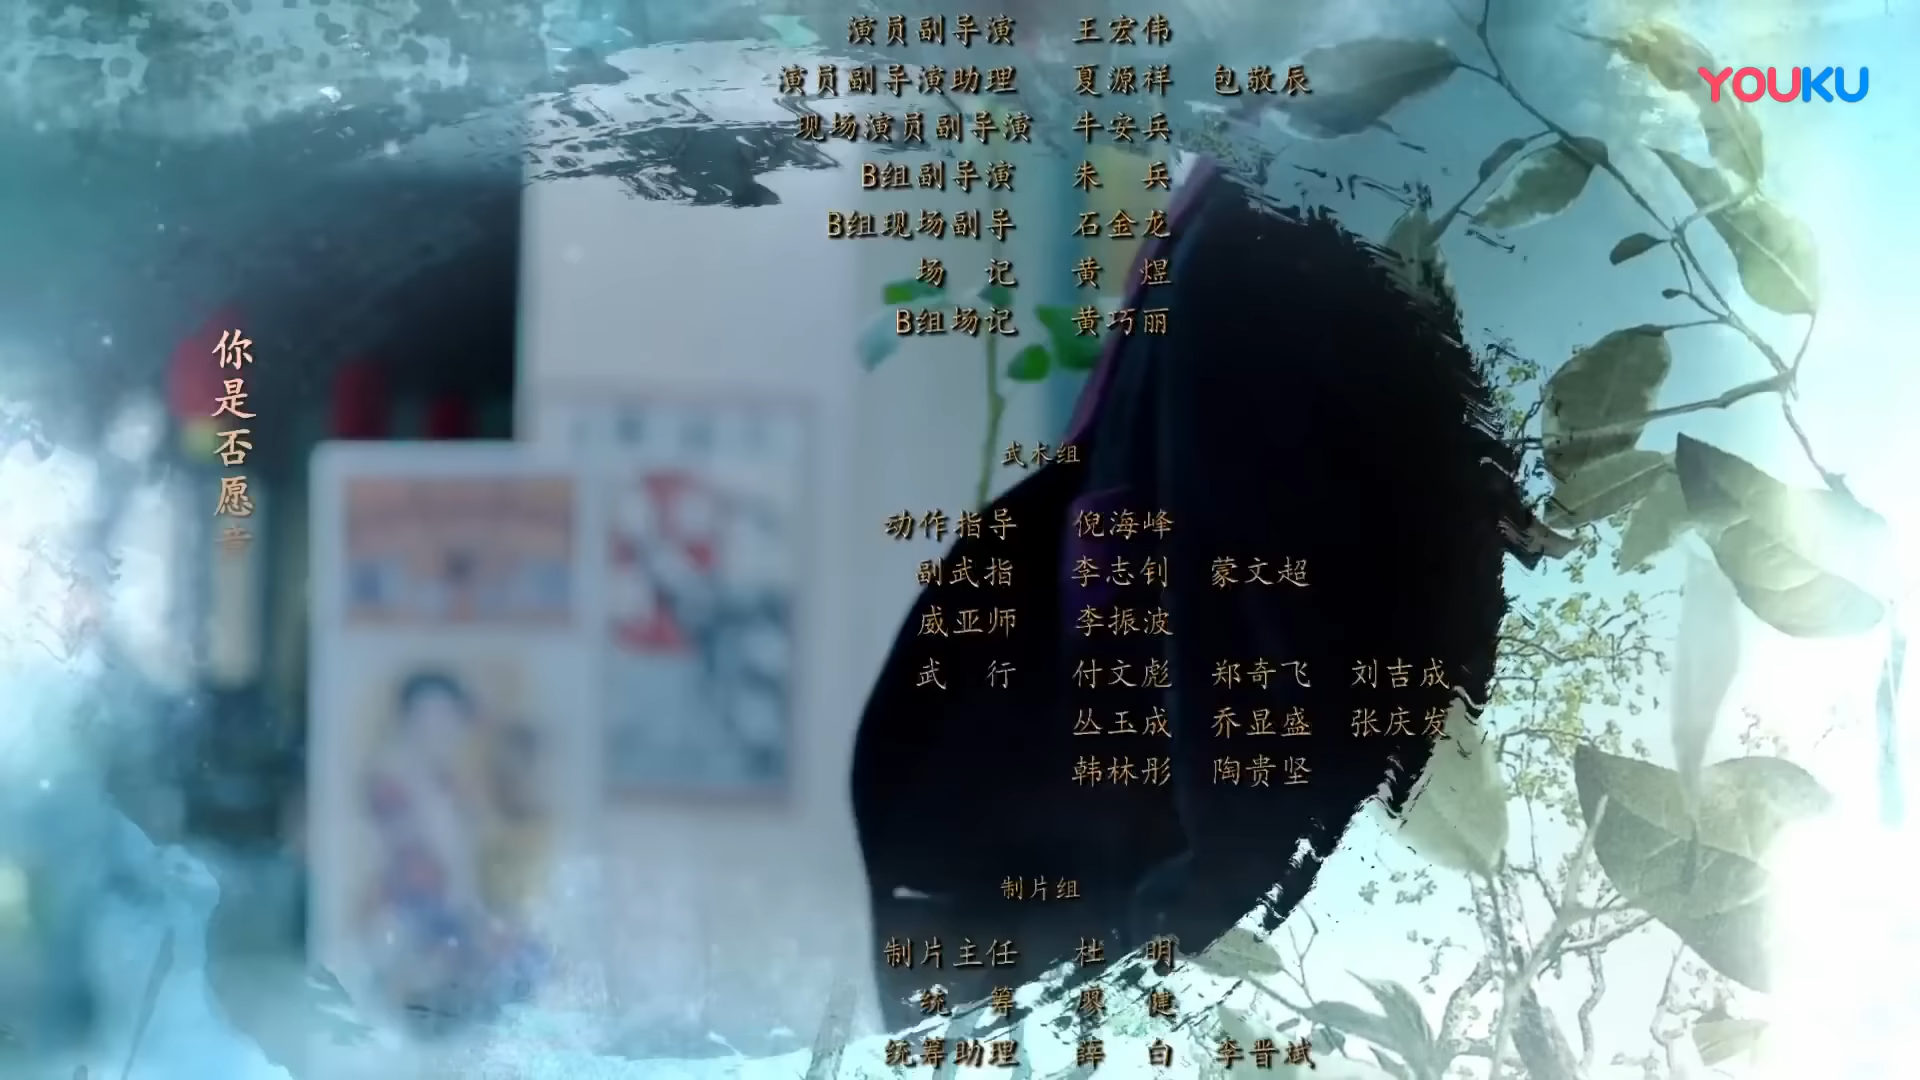 YOUKU
演员副导演 王宏伟
演员副导演助理 夏源祥 包敬辰
现场演员副导演 牛安兵
B组副导演 朱 兵
B组现场副导 石金龙
场 记 黄 煜
B组场记 黄巧丽
你是否愿意
武术组
动作指导 倪海峰
副武指 李志钊 蒙文超
威亚师 李振波
武 行 付文彪 郑奇飞 刘吉成
丛玉成 乔显盛 张庆发
韩林彤 陶贵坚
制片组
制片主任 杜 明
统 筹 廖 健
统筹助理 薛 白 李晋斌